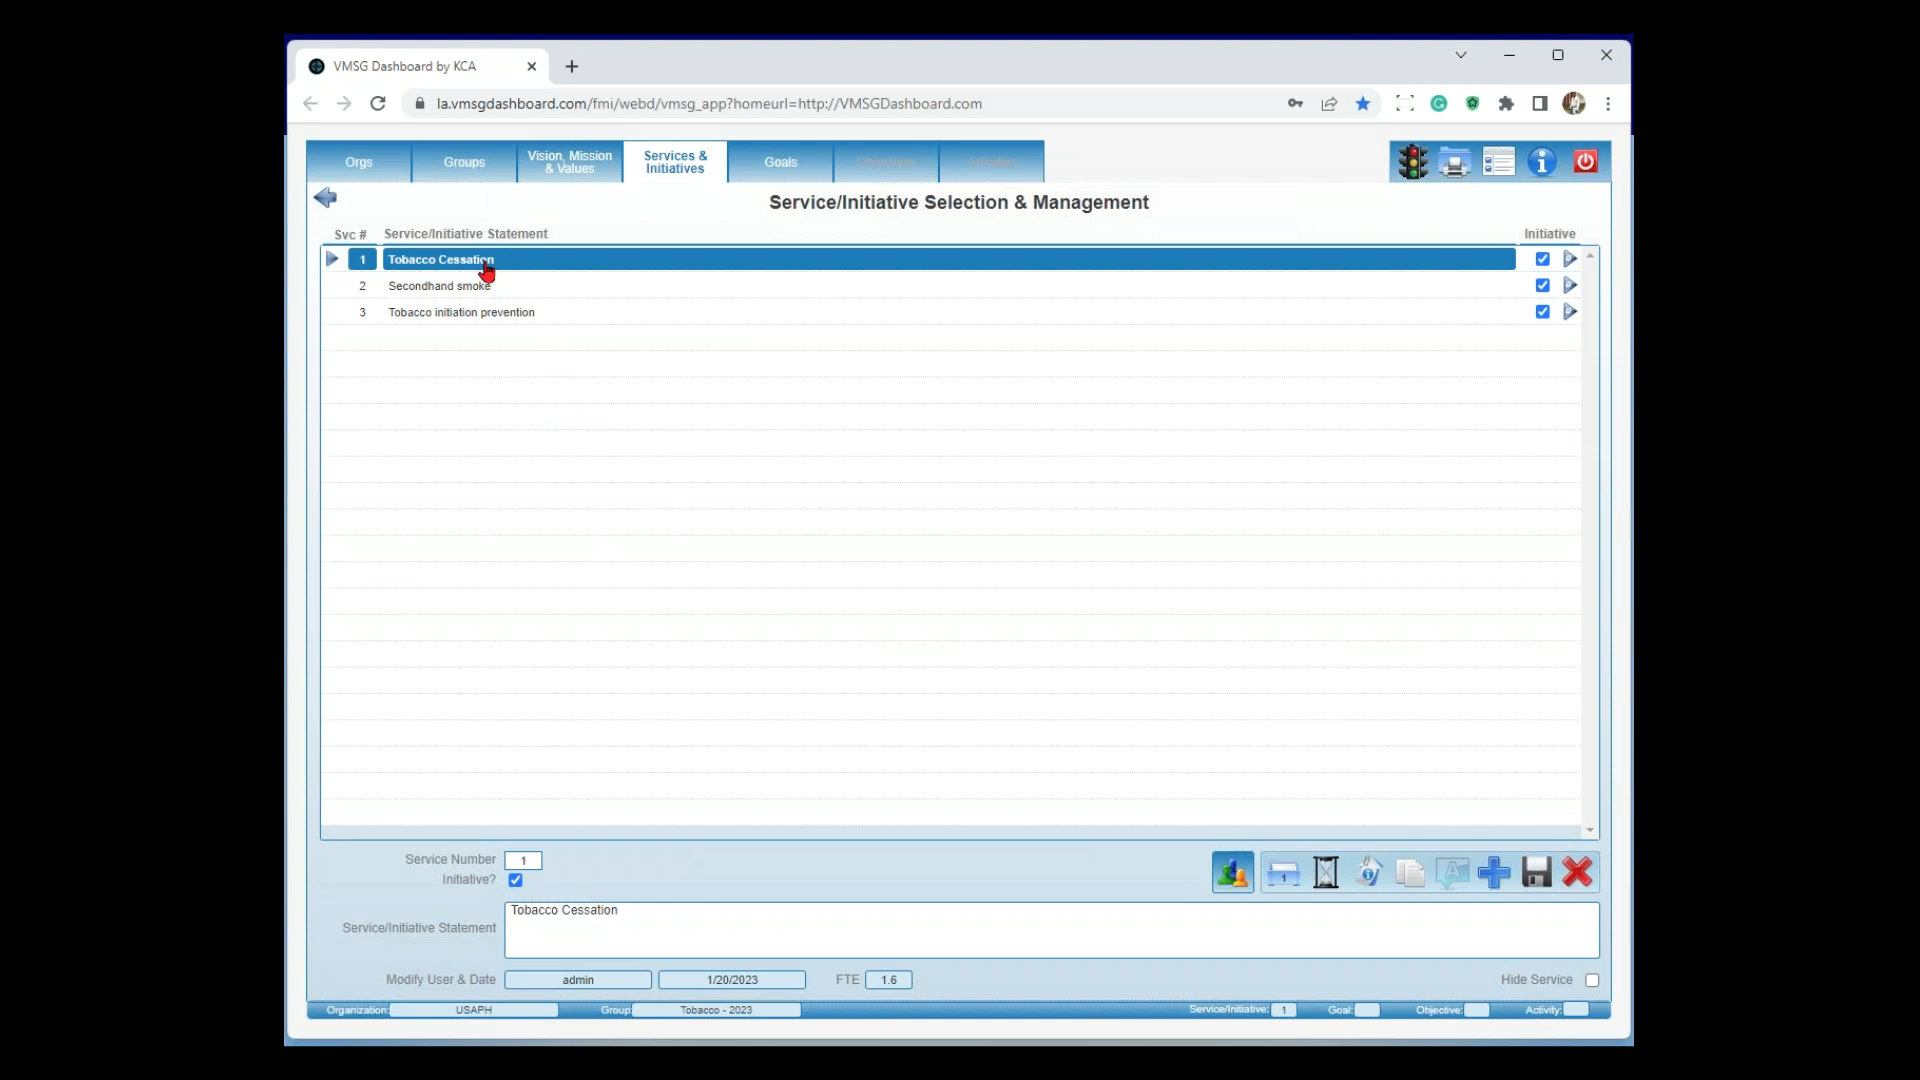 VMSG Dashboard by KCA
la.vmsgdashboard.com/fmi/webd/vmsg_app?homeurl=http://VMSGDashboard.com
Orgs
Groups
Vision, Mission
& Values
Services &
Initiatives
Goals
Objectives
Activities
Service/Initiative Selection & Management
Svc # Service/Initiative Statement Initiative
1 Tobacco Cessation
2 Secondhand smoke
3 Tobacco initiation prevention
Service Number 1
Initiative?
1
A
Service/Initiative Statement Tobacco Cessation
Modify User & Date admin 1/20/2023 FTE 1.6 Hide Service
Organization: USAPH Group: Tobacco - 2023 Service/Initiative: 1 Goal: Objective: Activity: